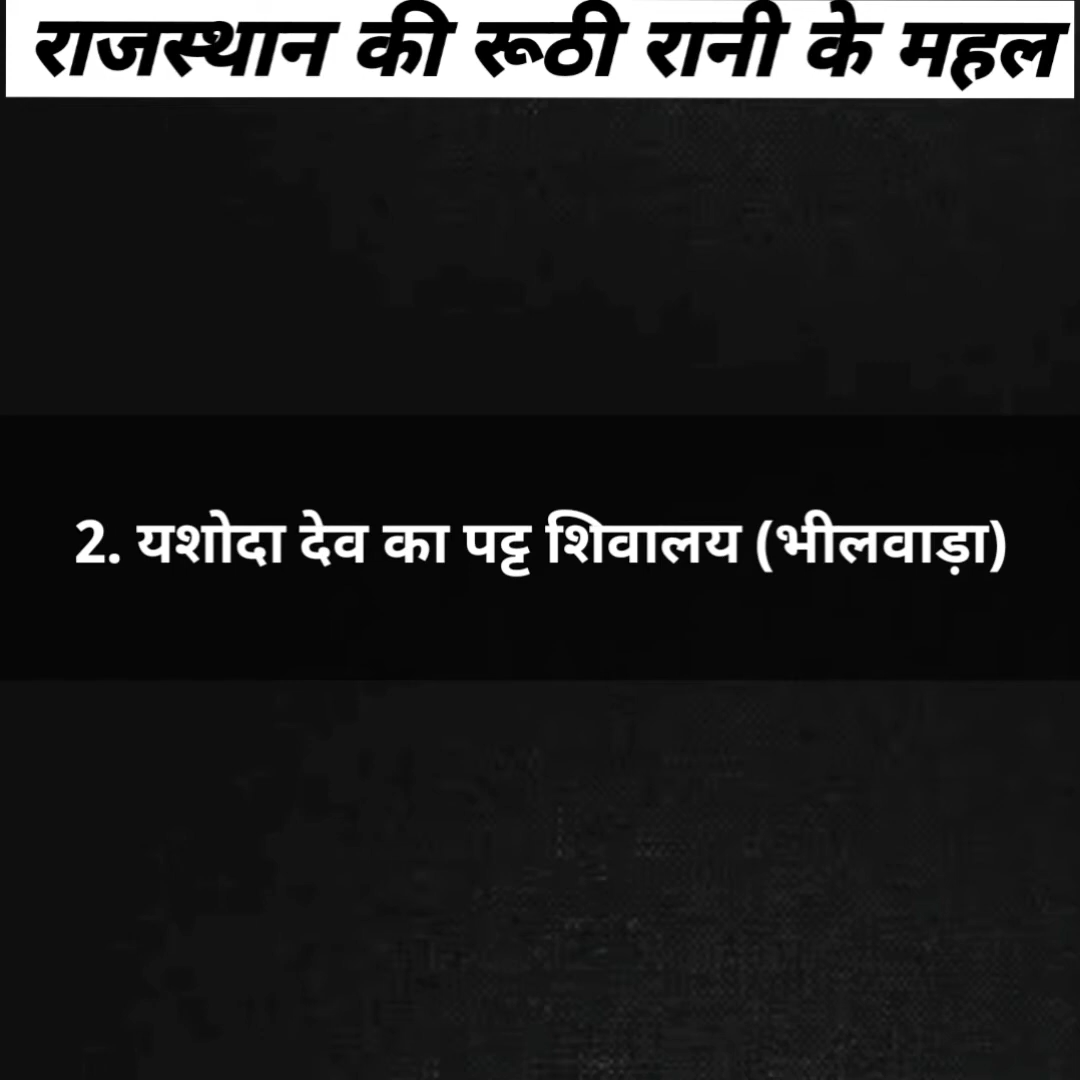 राजस्थान की रूठी रानी के महल
2. यशोदा देव का पट्ट शिवालय (भीलवाड़ा)